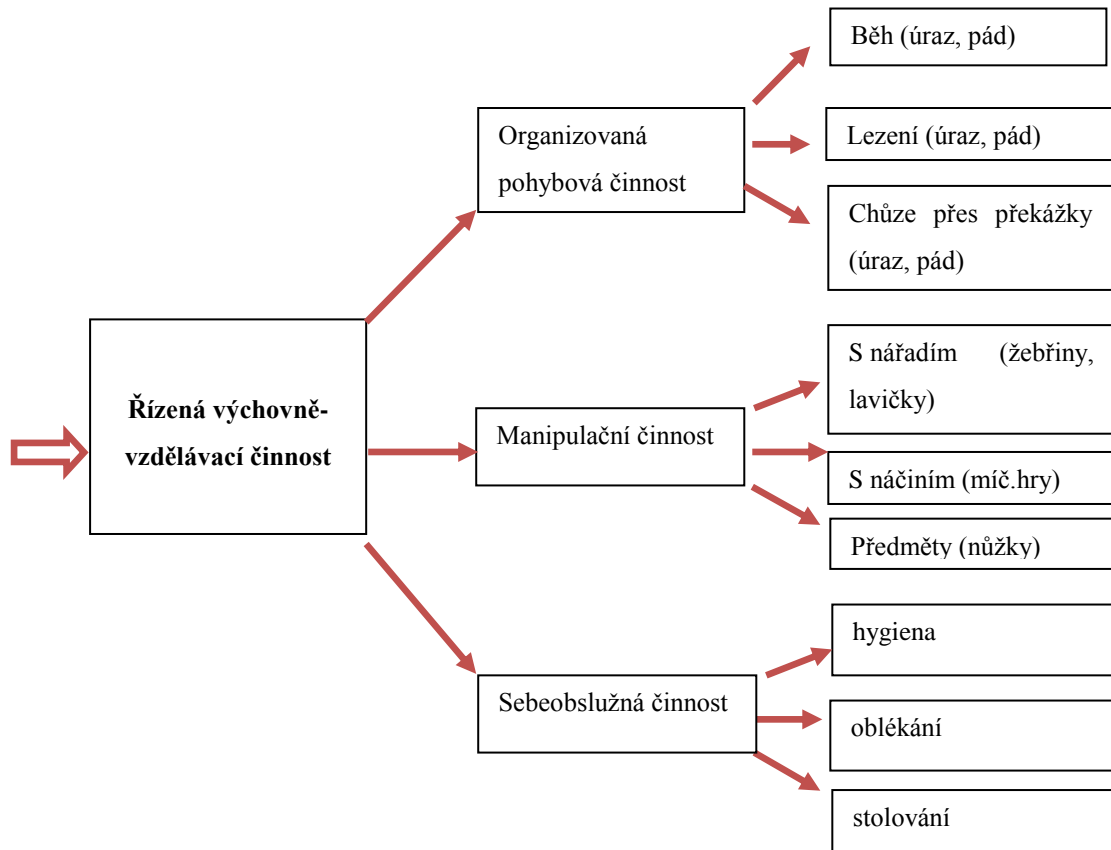 Běh (úraz, pád)
Organizovaná
pohybová činnost
Lezení (úraz, pád)
Chůze přes překážky
(úraz, pád)
Řízená výchovně-
vzdělávací činnost
Manipulační činnost
S nářadím (žebřiny,
lavičky)
S náčiním (míč.hry)
Předměty (nůžky)
Sebeobslužná činnost
hygiena
oblékání
stolování